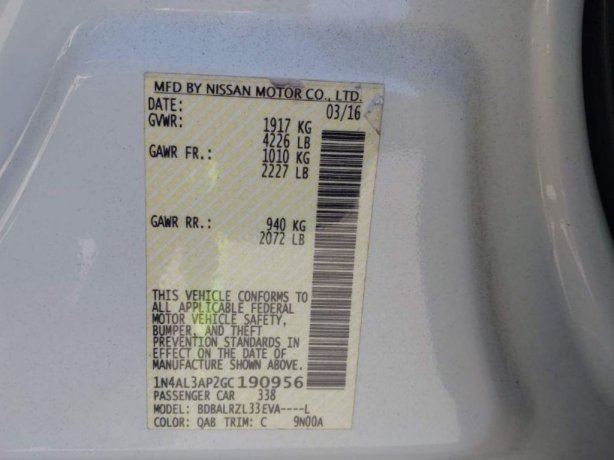 MFD BY NISSAN MOTOR CO., LTD.
DATE: 03/16
GVWR: 1917 KG
4226 LB
GAWR FR.: 1010 KG
2227 LB
GAWR RR.: 940 KG
2072 LB
THIS VEHICLE CONFORMS TO
ALL APPLICABLE FEDERAL
MOTOR VEHICLE SAFETY,
BUMPER, AND THEFT
PREVENTION STANDARDS IN
EFFECT ON THE DATE OF
MANUFACTURE SHOWN ABOVE.
1N4AL3AP2GC190956
PASSENGER CAR 338
MODEL: BDBALRZL33EVA----L
COLOR: QAB TRIM: C 9N00A